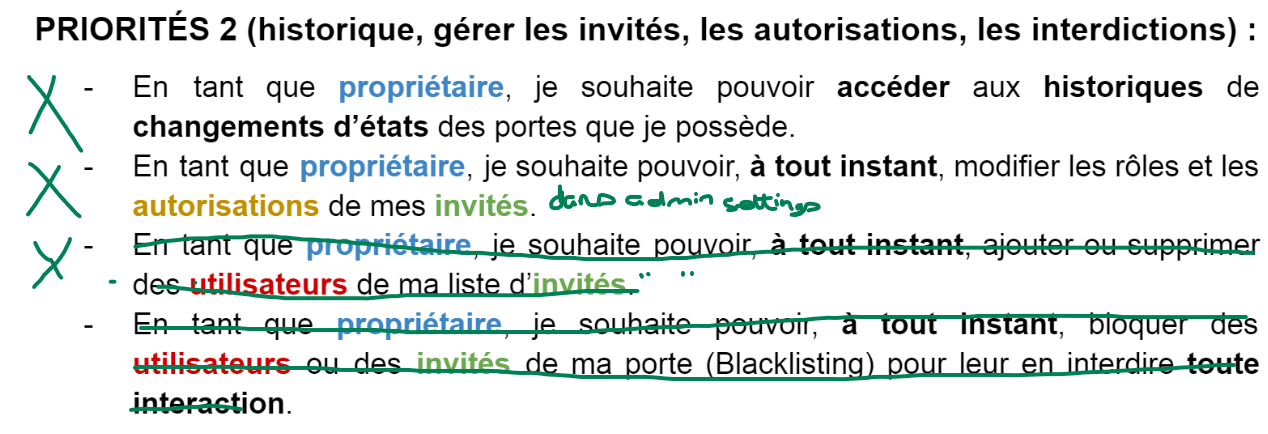 PRIORITÉS 2 (historique, gérer les invités, les autorisations, les interdictions) :
- En tant que propriétaire, je souhaite pouvoir accéder aux historiques de
changements d'états des portes que je possède.
- En tant que propriétaire, je souhaite pouvoir, à tout instant, modifier les rôles et les
autorisations de mes invités. dans admin settings
- En tant que propriétaire, je souhaite pouvoir, à tout instant, ajouter ou supprimer
des utilisateurs de ma liste d'invités.
- En tant que propriétaire, je souhaite pouvoir, à tout instant, bloquer des
utilisateurs ou des invités de ma porte (Blacklisting) pour leur en interdire toute
interaction.